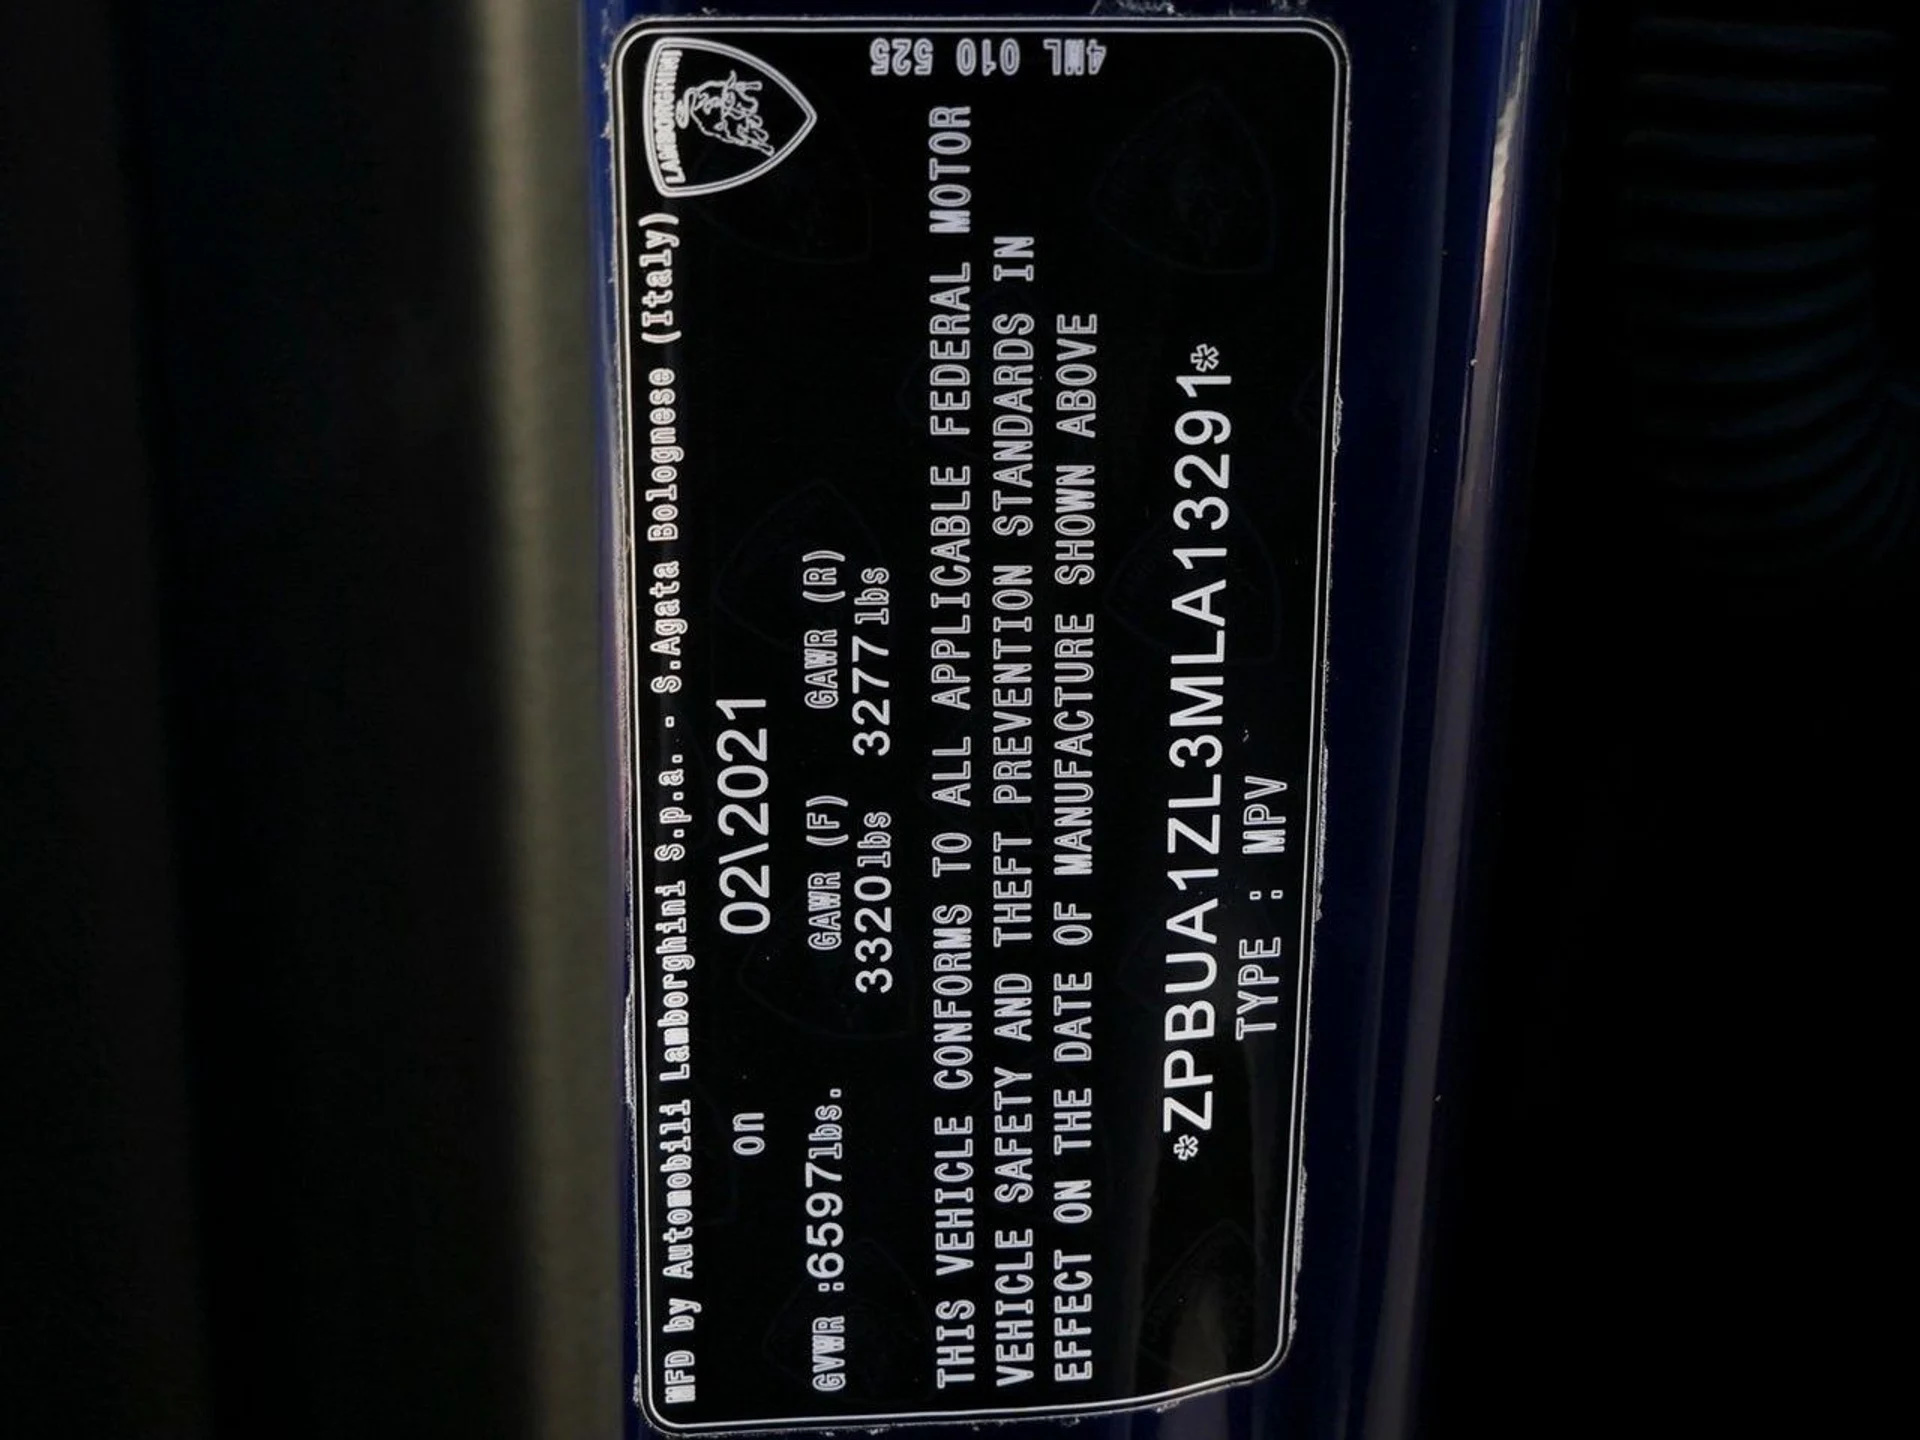 LAMBORGHINI
4ML 010 525
MFD by Automobili Lamborghini S.p.a. - S.Agata Bolognese (Italy)
on 02\2021
GVWR :6597lbs. GAWR (F) GAWR (R)
3320lbs 3277lbs
THIS VEHICLE CONFORMS TO ALL APPLICABLE FEDERAL MOTOR
VEHICLE SAFETY AND THEFT PREVENTION STANDARDS IN
EFFECT ON THE DATE OF MANUFACTURE SHOWN ABOVE
*ZPBUA1ZL3MLA13291*
TYPE : MPV